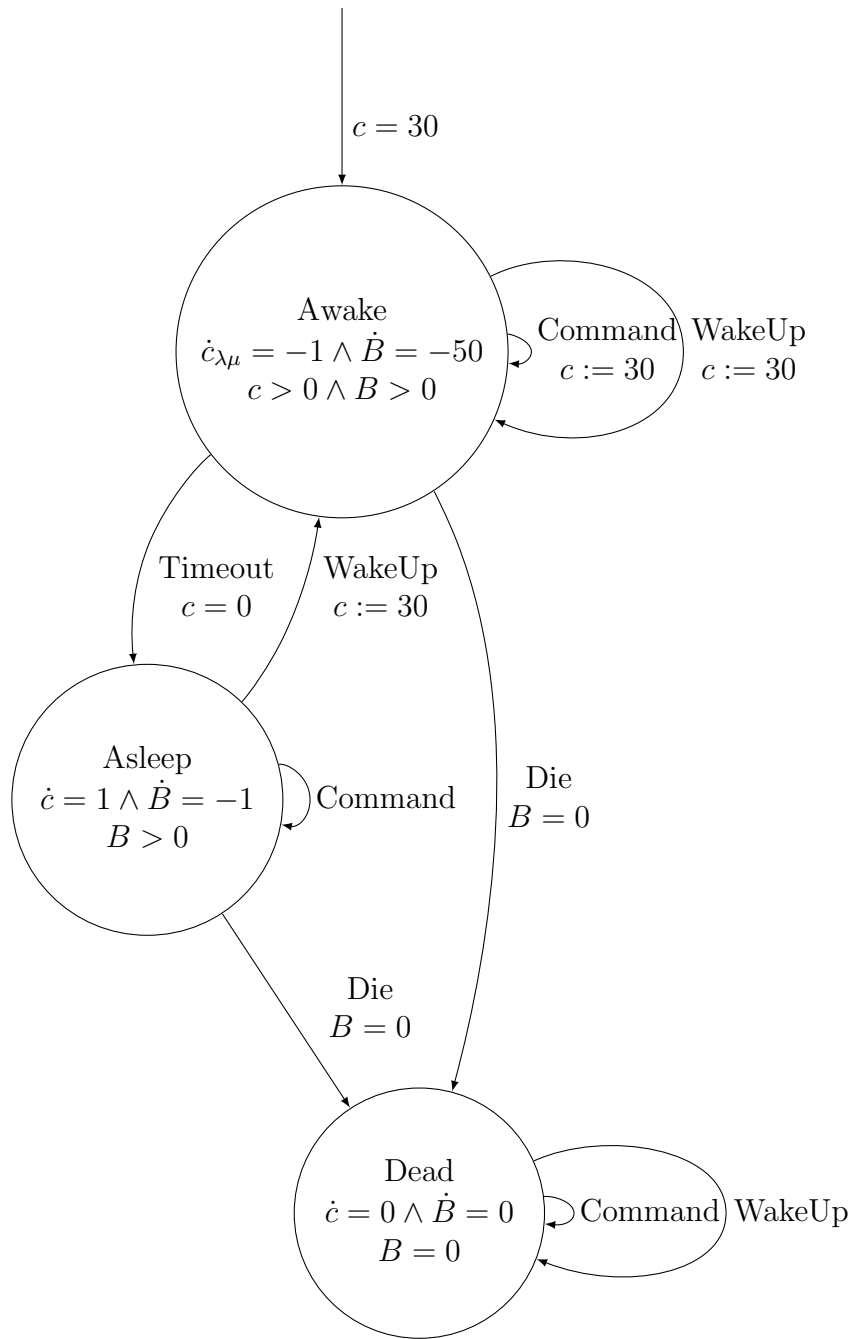 c = 30
Awake
ċ_λμ = −1 ∧ Ḃ = −50
c > 0 ∧ B > 0
Command
c := 30
WakeUp
c := 30
Timeout
c = 0
WakeUp
c := 30
Asleep
ċ = 1 ∧ Ḃ = −1
B > 0
Command
Die
B = 0
Die
B = 0
Dead
ċ = 0 ∧ Ḃ = 0
B = 0
Command
WakeUp